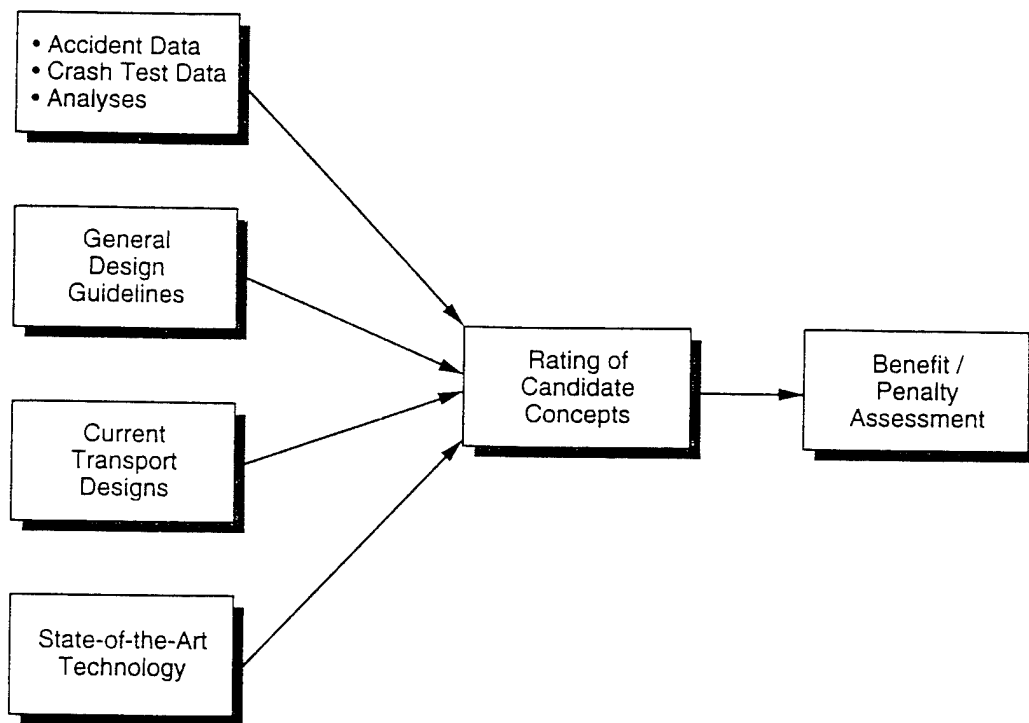 • Accident Data
• Crash Test Data
• Analyses
General
Design
Guidelines
Current
Transport
Designs
State-of-the-Art
Technology
Rating of
Candidate
Concepts
Benefit /
Penalty
Assessment